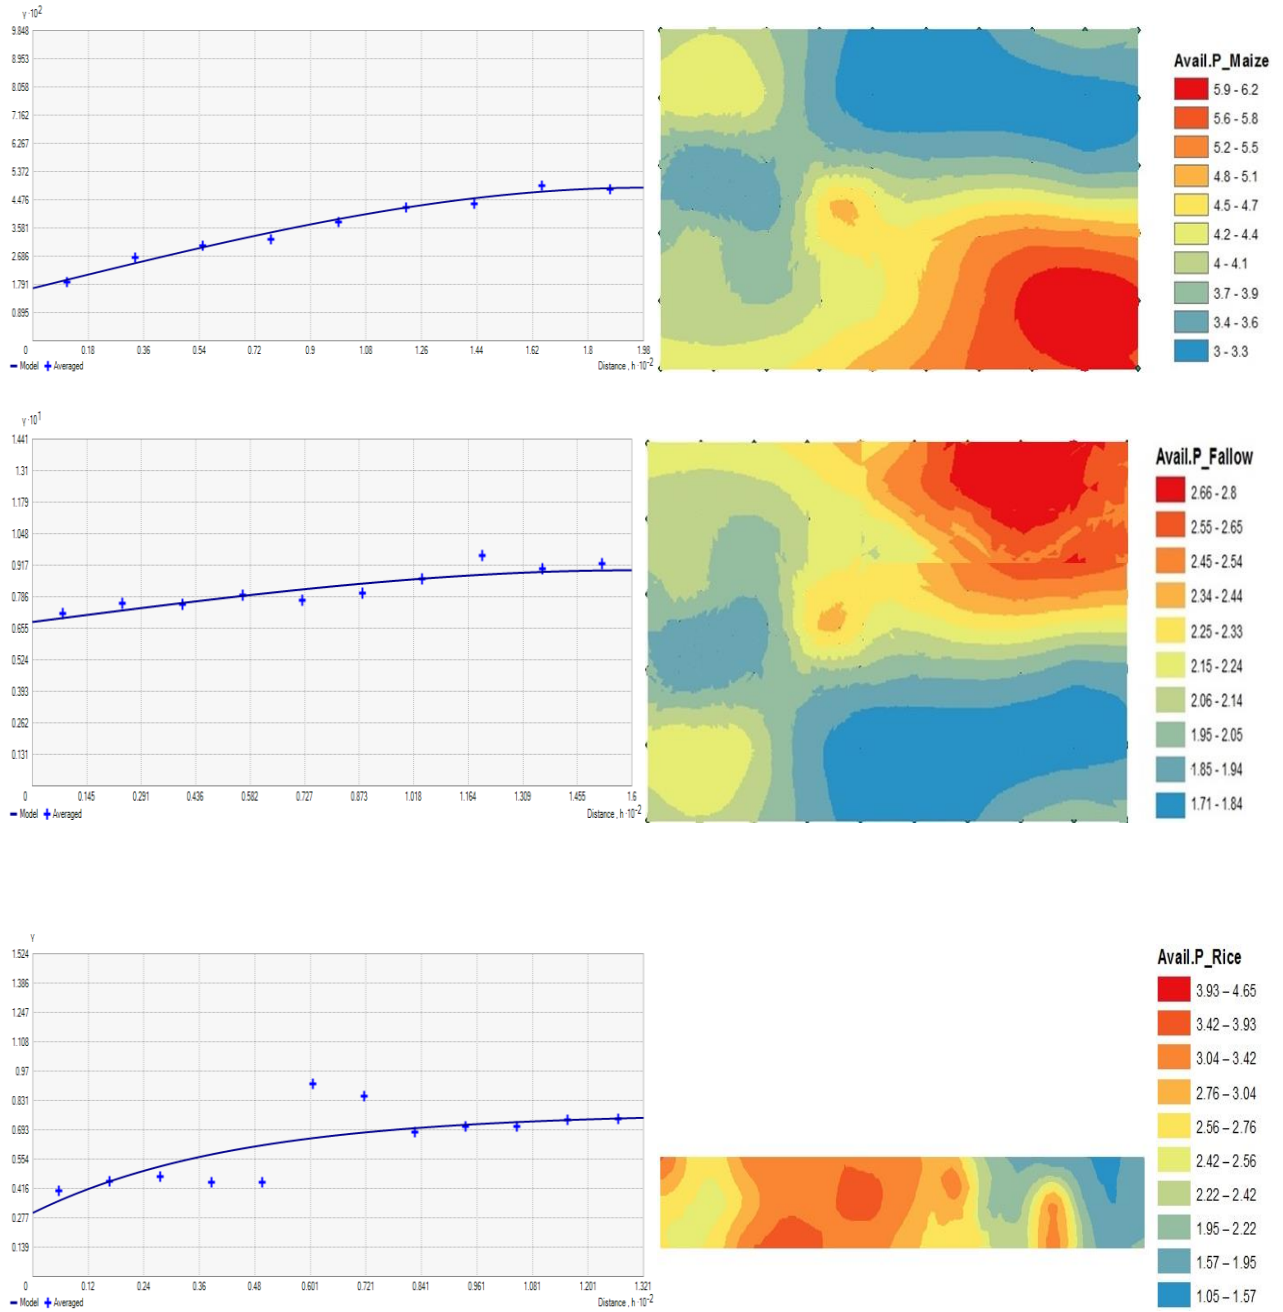 γ ·10²
9.848
8.953
8.058
7.162
6.267
5.372
4.476
3.581
2.686
1.791
0.895
0 0.18 0.36 0.54 0.72 0.9 1.08 1.26 1.44 1.62 1.8 1.98
Model Averaged Distance , h ·10⁻²
Avail.P_Maize
5.9 - 6.2
5.6 - 5.8
5.2 - 5.5
4.8 - 5.1
4.5 - 4.7
4.2 - 4.4
4 - 4.1
3.7 - 3.9
3.4 - 3.6
3 - 3.3
γ ·10¹
1.441
1.31
1.179
1.048
0.917
0.786
0.655
0.524
0.393
0.262
0.131
0 0.145 0.291 0.436 0.582 0.727 0.873 1.018 1.164 1.309 1.455 1.6
Model Averaged Distance , h ·10⁻²
Avail.P_Fallow
2.66 - 2.8
2.55 - 2.65
2.45 - 2.54
2.34 - 2.44
2.25 - 2.33
2.15 - 2.24
2.06 - 2.14
1.95 - 2.05
1.85 - 1.94
1.71 - 1.84
γ
1.524
1.386
1.247
1.108
0.97
0.831
0.693
0.554
0.416
0.277
0.139
0 0.12 0.24 0.36 0.48 0.601 0.721 0.841 0.961 1.081 1.201 1.321
Model Averaged Distance , h ·10⁻²
Avail.P_Rice
3.93 – 4.65
3.42 – 3.93
3.04 – 3.42
2.76 – 3.04
2.56 – 2.76
2.42 – 2.56
2.22 – 2.42
1.95 – 2.22
1.57 – 1.95
1.05 – 1.57